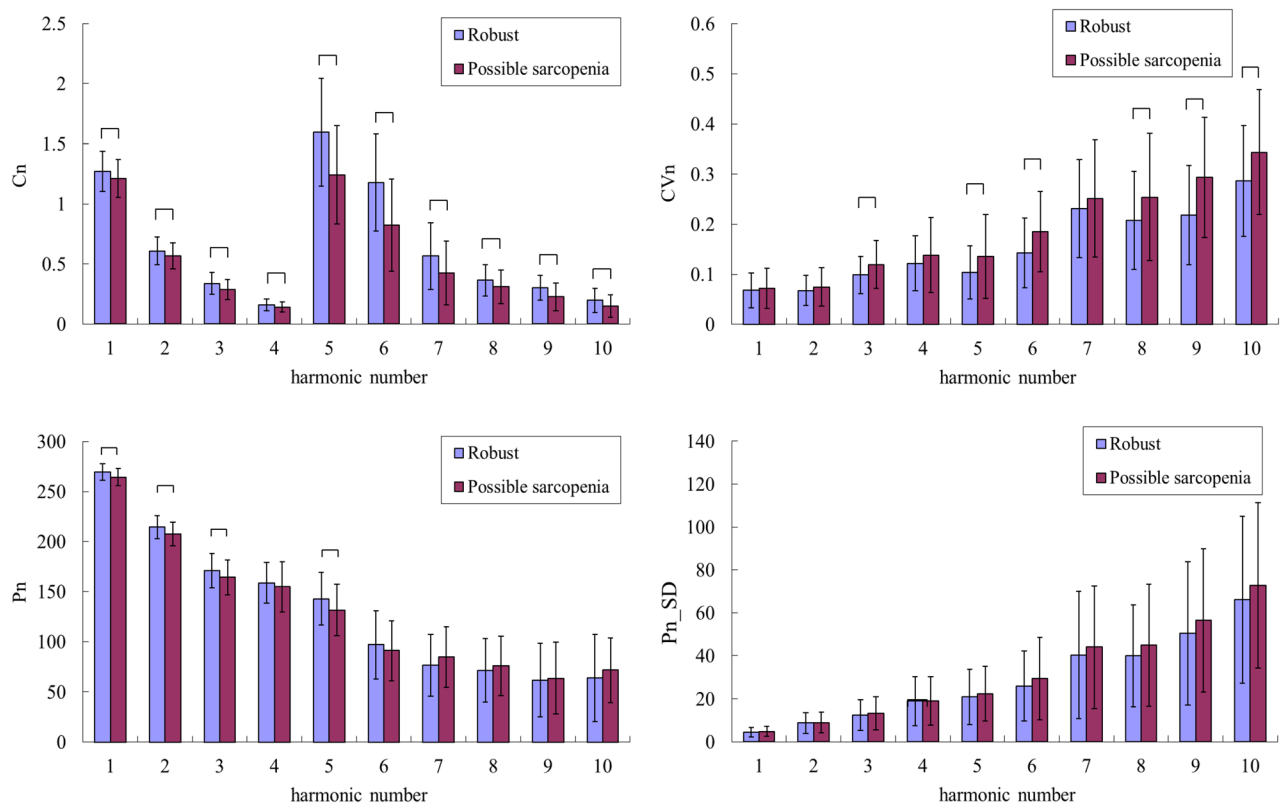 2.5
2
1.5
1
0.5
0
Cn
Robust
Possible sarcopenia
1 2 3 4 5 6 7 8 9 10
harmonic number
0.6
0.5
0.4
0.3
0.2
0.1
0
CVn
Robust
Possible sarcopenia
1 2 3 4 5 6 7 8 9 10
harmonic number
300
250
200
150
100
50
0
Pn
Robust
Possible sarcopenia
1 2 3 4 5 6 7 8 9 10
harmonic number
140
120
100
80
60
40
20
0
Pn_SD
Robust
Possible sarcopenia
1 2 3 4 5 6 7 8 9 10
harmonic number